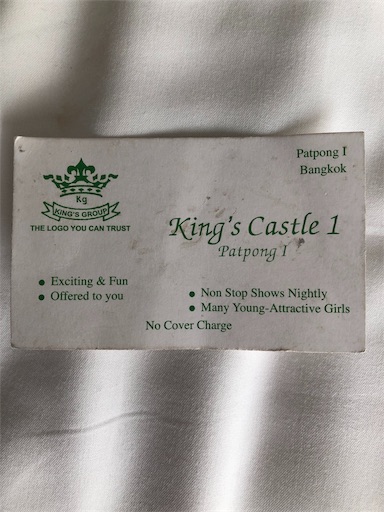 Patpong I
Bangkok
Kg
KING'S GROUP
THE LOGO YOU CAN TRUST
King's Castle 1
Patpong I
• Exciting & Fun
• Offered to you
• Non Stop Shows Nightly
• Many Young-Attractive Girls
No Cover Charge